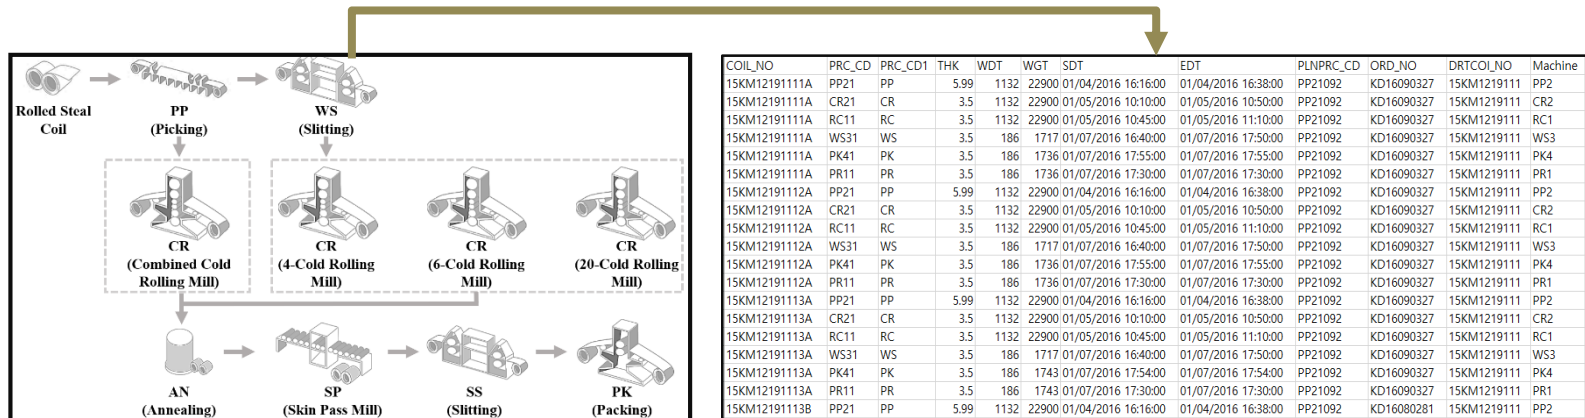 Rolled Steal
Coil
PP
(Picking)
WS
(Slitting)
CR
(Combined Cold
Rolling Mill)
CR
(4-Cold Rolling
Mill)
CR
(6-Cold Rolling
Mill)
CR
(20-Cold Rolling
Mill)
AN
(Annealing)
SP
(Skin Pass Mill)
SS
(Slitting)
PK
(Packing)
COIL_NO PRC_CD PRC_CD1 THK WDT WGT SDT EDT PLNPRC_CD ORD_NO DRTCOI_NO Machine
15KM12191111A PP21 PP 5.99 1132 22900 01/04/2016 16:16:00 01/04/2016 16:38:00 PP21092 KD16090327 15KM1219111 PP2
15KM12191111A CR21 CR 3.5 1132 22900 01/05/2016 10:10:00 01/05/2016 10:50:00 PP21092 KD16090327 15KM1219111 CR2
15KM12191111A RC11 RC 3.5 1132 22900 01/05/2016 10:45:00 01/05/2016 11:10:00 PP21092 KD16090327 15KM1219111 RC1
15KM12191111A WS31 WS 3.5 186 1717 01/07/2016 16:40:00 01/07/2016 17:50:00 PP21092 KD16090327 15KM1219111 WS3
15KM12191111A PK41 PK 3.5 186 1736 01/07/2016 17:55:00 01/07/2016 17:55:00 PP21092 KD16090327 15KM1219111 PK4
15KM12191111A PR11 PR 3.5 186 1736 01/07/2016 17:30:00 01/07/2016 17:30:00 PP21092 KD16090327 15KM1219111 PR1
15KM12191112A PP21 PP 5.99 1132 22900 01/04/2016 16:16:00 01/04/2016 16:38:00 PP21092 KD16090327 15KM1219111 PP2
15KM12191112A CR21 CR 3.5 1132 22900 01/05/2016 10:10:00 01/05/2016 10:50:00 PP21092 KD16090327 15KM1219111 CR2
15KM12191112A RC11 RC 3.5 1132 22900 01/05/2016 10:45:00 01/05/2016 11:10:00 PP21092 KD16090327 15KM1219111 RC1
15KM12191112A WS31 WS 3.5 186 1717 01/07/2016 16:40:00 01/07/2016 17:50:00 PP21092 KD16090327 15KM1219111 WS3
15KM12191112A PK41 PK 3.5 186 1736 01/07/2016 17:55:00 01/07/2016 17:55:00 PP21092 KD16090327 15KM1219111 PK4
15KM12191112A PR11 PR 3.5 186 1736 01/07/2016 17:30:00 01/07/2016 17:30:00 PP21092 KD16090327 15KM1219111 PR1
15KM12191113A PP21 PP 5.99 1132 22900 01/04/2016 16:16:00 01/04/2016 16:38:00 PP21092 KD16090327 15KM1219111 PP2
15KM12191113A CR21 CR 3.5 1132 22900 01/05/2016 10:10:00 01/05/2016 10:50:00 PP21092 KD16090327 15KM1219111 CR2
15KM12191113A RC11 RC 3.5 1132 22900 01/05/2016 10:45:00 01/05/2016 11:10:00 PP21092 KD16090327 15KM1219111 RC1
15KM12191113A WS31 WS 3.5 186 1717 01/07/2016 16:40:00 01/07/2016 17:50:00 PP21092 KD16090327 15KM1219111 WS3
15KM12191113A PK41 PK 3.5 186 1743 01/07/2016 17:54:00 01/07/2016 17:54:00 PP21092 KD16090327 15KM1219111 PK4
15KM12191113A PR11 PR 3.5 186 1743 01/07/2016 17:30:00 01/07/2016 17:30:00 PP21092 KD16090327 15KM1219111 PR1
15KM12191113B PP21 PP 5.99 1132 22900 01/04/2016 16:16:00 01/04/2016 16:38:00 PP21092 KD16080281 15KM1219111 PP2